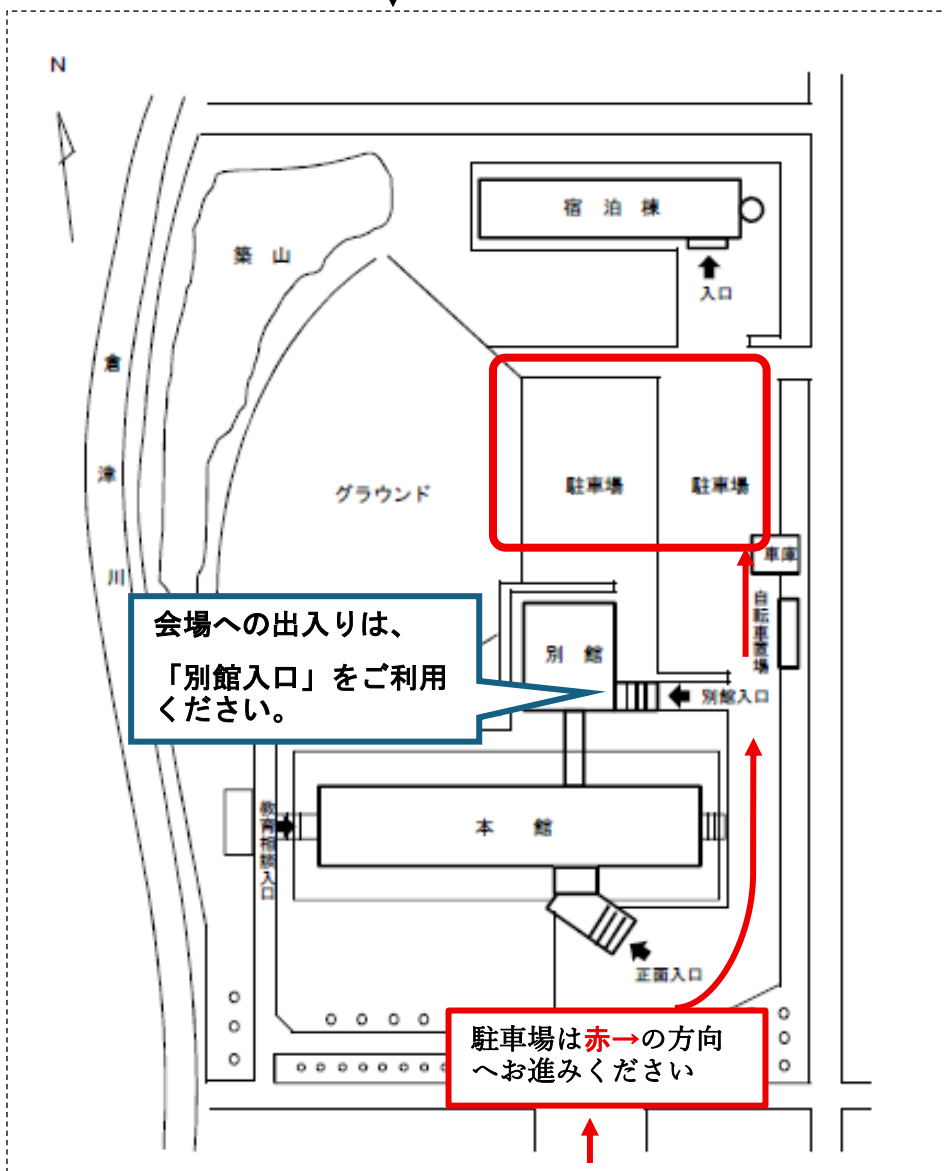 N
宿泊棟
入口
築山
倉津川
グラウンド
駐車場
駐車場
車庫
自転車置場
会場への出入りは、
「別館入口」をご利用
ください。
別館
別館入口
本館
教育相談入口
正面入口
駐車場は赤→の方向
へお進みください